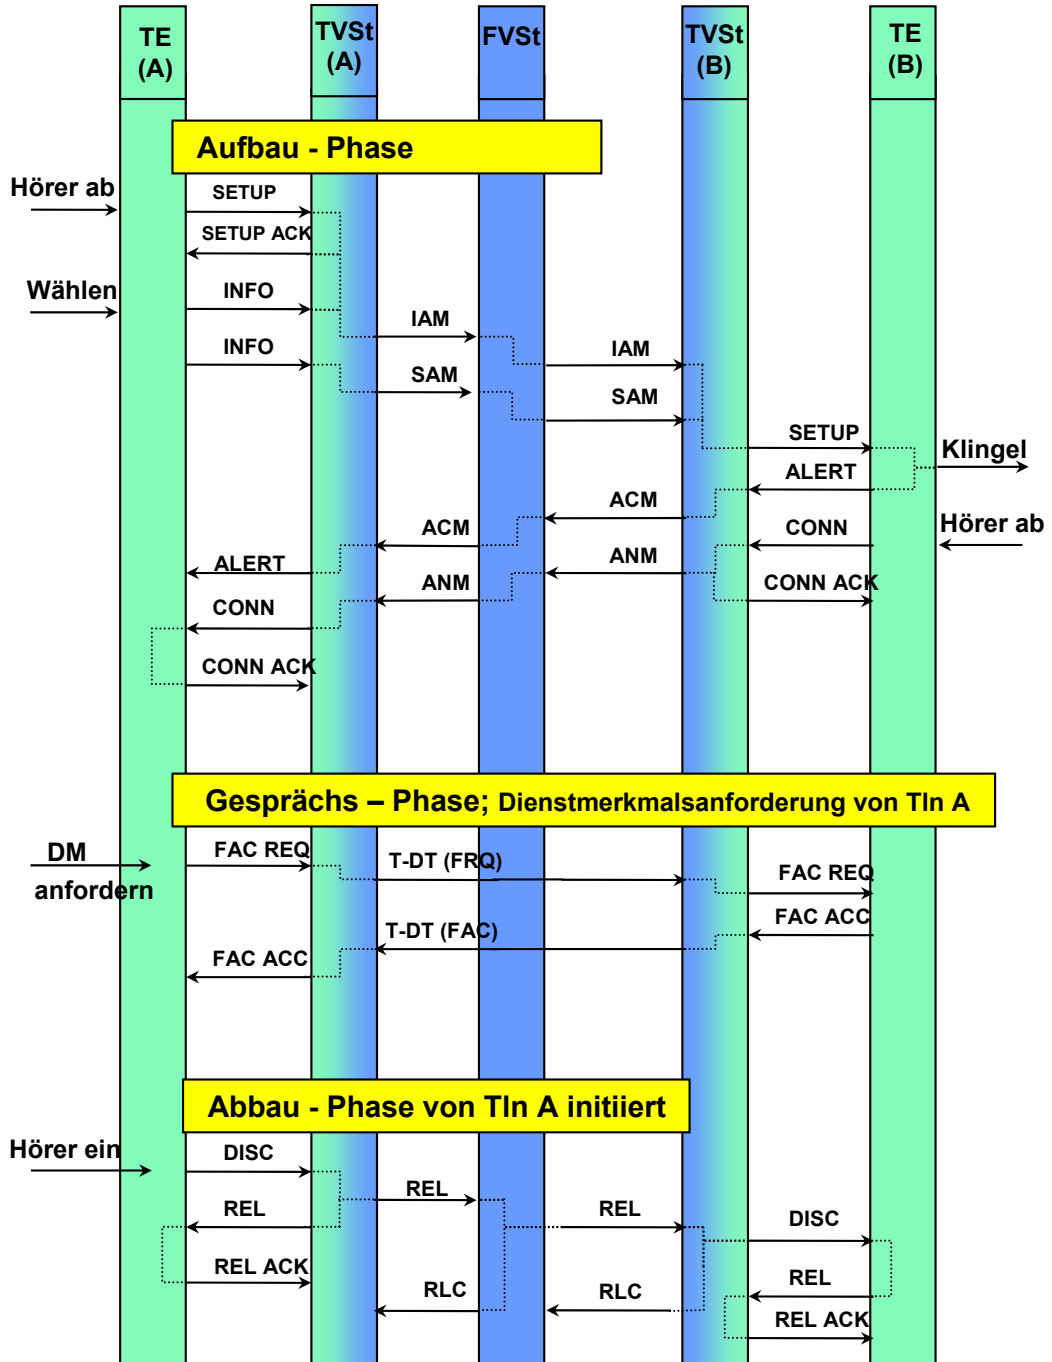 TE
(A)
TVSt
(A)
FVSt
TVSt
(B)
TE
(B)
Aufbau - Phase
Hörer ab
SETUP
SETUP ACK
Wählen
INFO
IAM
INFO
IAM
SAM
SAM
SETUP
Klingel
ALERT
ACM
Hörer ab
ACM
CONN
ALERT
ANM
ANM
CONN ACK
CONN
CONN ACK
Gesprächs – Phase; Dienstmerkmalsanforderung von Tln A
DM
anfordern
FAC REQ
T-DT (FRQ)
FAC REQ
FAC ACC
T-DT (FAC)
FAC ACC
Abbau - Phase von Tln A initiiert
Hörer ein
DISC
REL
REL
REL
DISC
REL ACK
REL
RLC
RLC
REL ACK